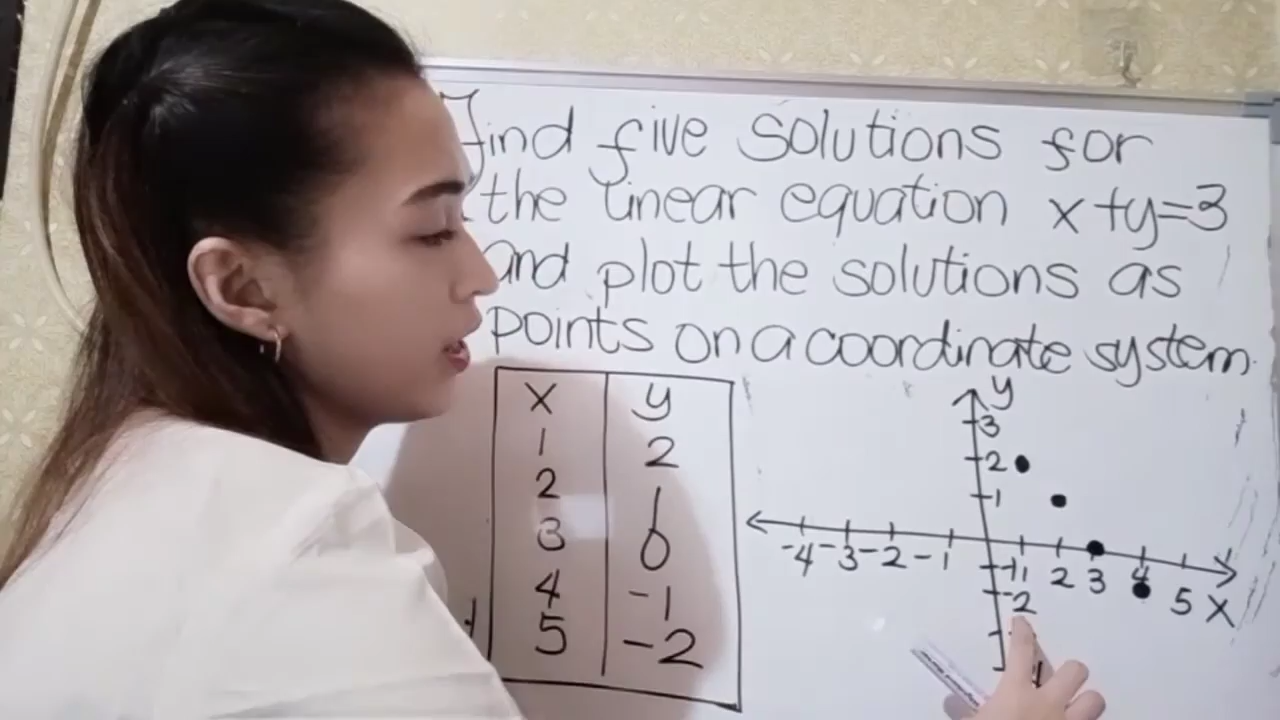 Find five solutions for
the linear equation x+y=3
and plot the solutions as
points on a coordinate system.
x y
1 2
2 1
3 0
4 -1
5 -2
y
3
2
1
-4 -3 -2 -1 1 2 3 4 5 x
-1
-2